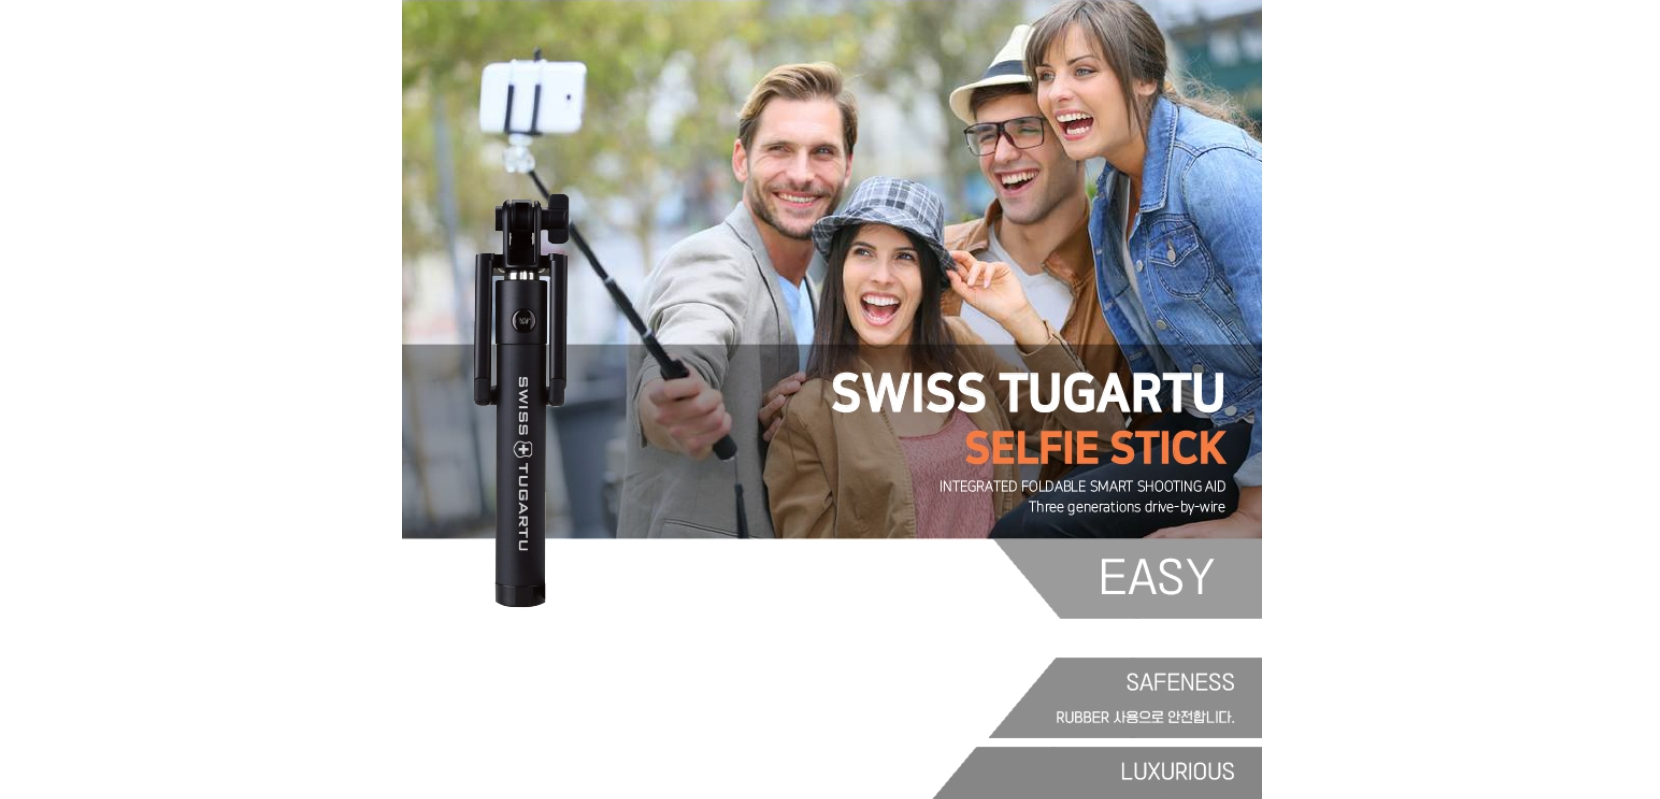 SWISS TUGARTU
SWISS TUGARTU
SELFIE STICK
INTEGRATED FOLDABLE SMART SHOOTING AID
Three generations drive-by-wire
EASY
SAFENESS
RUBBER 사용으로 안전합니다.
LUXURIOUS